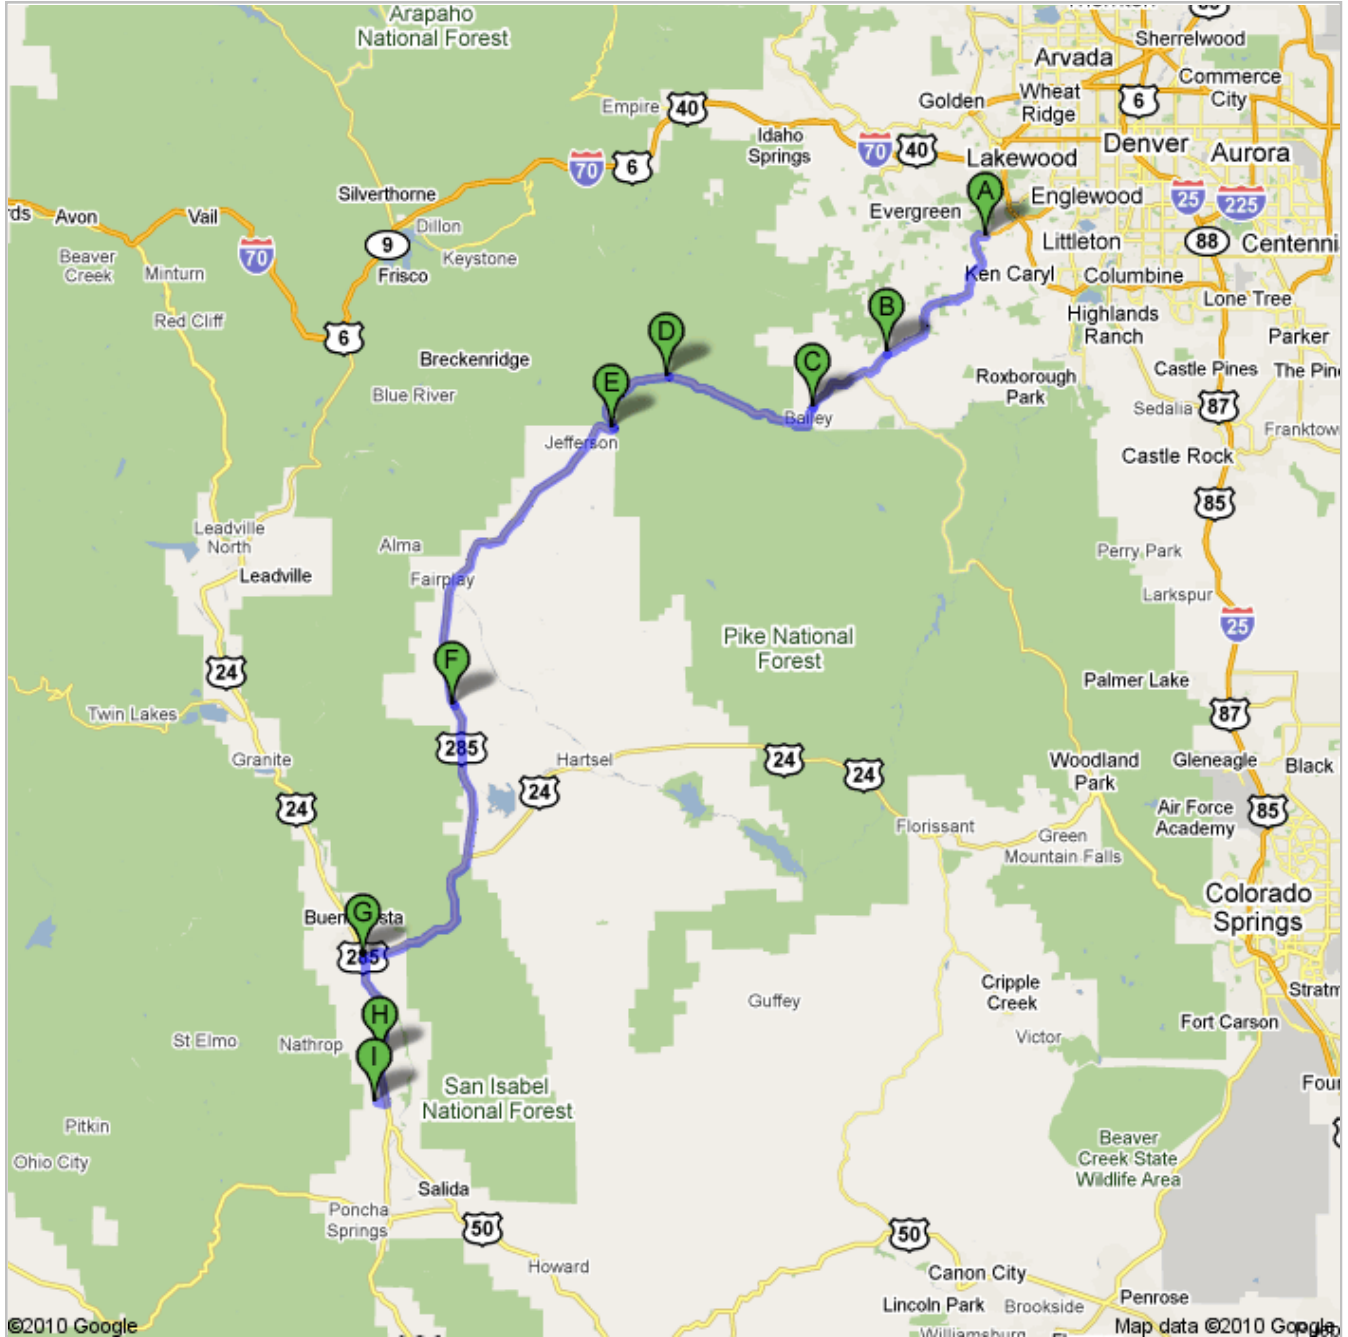 Arapaho
National Forest
Sherrelwood
Arvada
Commerce
City
Empire
40
Golden
Wheat
Ridge
6
Idaho
Springs
70
40
Lakewood
Denver
Aurora
70
6
Silverthorne
A
Englewood
25
225
Avon
Vail
Dillon
Evergreen
9
Littleton
88
Beaver
Creek
Minturn
70
Frisco
Keystone
Ken Caryl
Columbine
Lone Tree
Red Cliff
6
B
Highlands
Ranch
Parker
Breckenridge
D
C
Castle Pines
Blue River
E
Roxborough
Park
Sedalia
87
Bailey
Jefferson
Castle Rock
85
Leadville
North
Alma
Perry Park
Leadville
Fairplay
Larkspur
25
Pike National
Forest
24
F
Palmer Lake
Twin Lakes
87
285
Granite
Hartsel
24
24
Woodland
Park
Gleneagle
Black
24
24
Air Force
Academy
85
Florissant
Green
Mountain Falls
Colorado
Springs
G
285
Cripple
Creek
Guffey
H
Fort Carson
St Elmo
Nathrop
I
Victor
San Isabel
National Forest
Pitkin
Ohio City
Beaver
Creek State
Wildlife Area
Salida
Poncha
Springs
50
50
Howard
Canon City
Lincoln Park
Brookside
Penrose
©2010 Google
Map data ©2010 Google